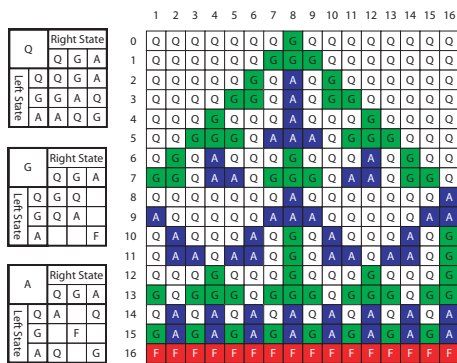 Q Right State
Q G A
Left State
Q Q G A
G G A Q
A A Q G
G Right State
Q G A
Left State
Q G Q
G Q A
A F
A Right State
Q G A
Left State
Q A Q
G F
A Q G
1 2 3 4 5 6 7 8 9 10 11 12 13 14 15 16
0 Q Q Q Q Q Q Q G Q Q Q Q Q Q Q Q
1 Q Q Q Q Q Q G G G Q Q Q Q Q Q Q
2 Q Q Q Q Q G Q A Q G Q Q Q Q Q Q
3 Q Q Q Q G G Q A Q G G Q Q Q Q Q
4 Q Q Q G Q Q Q A Q Q Q G Q Q Q Q
5 Q Q G G G Q A A A Q G G G Q Q Q
6 Q G Q A Q Q Q G Q Q Q A Q G Q Q
7 G G Q A A Q G G G Q A A Q G G Q
8 Q Q Q Q Q Q Q A Q Q Q Q Q Q Q A
9 A Q Q Q Q Q A A A Q Q Q Q Q A A
10 Q A Q Q Q A Q G Q A Q Q Q A Q G
11 Q A A Q A A Q G Q A A Q A A Q G
12 Q Q Q G Q Q Q G Q Q Q G Q Q Q G
13 G Q G G G Q G G G Q G G G Q G G
14 Q A Q A Q A Q A Q A Q A Q A Q A
15 G A G A G A G A G A G A G A G A
16 F F F F F F F F F F F F F F F F